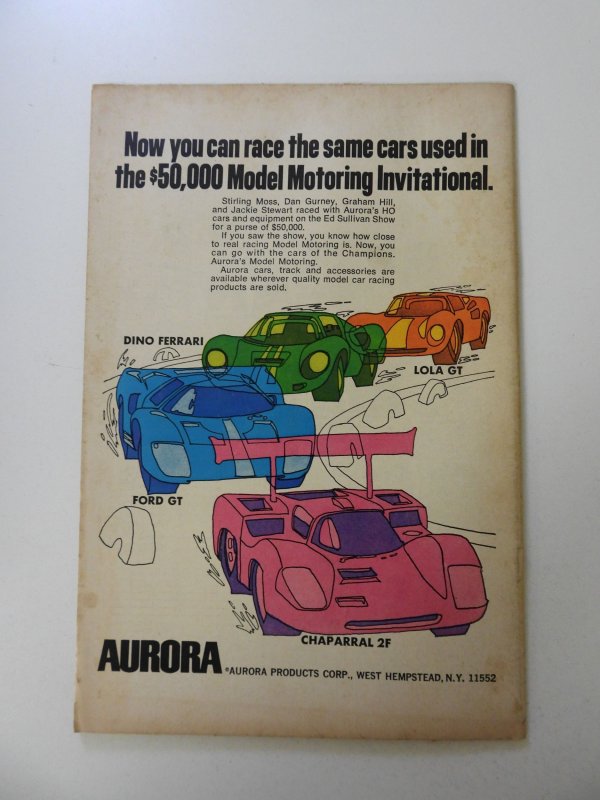 Now you can race the same cars used in
the $50,000 Model Motoring Invitational.
Stirling Moss, Dan Gurney, Graham Hill,
and Jackie Stewart raced with Aurora's HO
cars and equipment on the Ed Sullivan Show
for a purse of $50,000.
If you saw the show, you know how close
to real racing Model Motoring is. Now, you
can go with the cars of the Champions.
Aurora's Model Motoring.
Aurora cars, track and accessories are
available wherever quality model car racing
products are sold.
DINO FERRARI
LOLA GT
FORD GT
CHAPARRAL 2F
AURORA
©AURORA PRODUCTS CORP., WEST HEMPSTEAD, N.Y. 11552